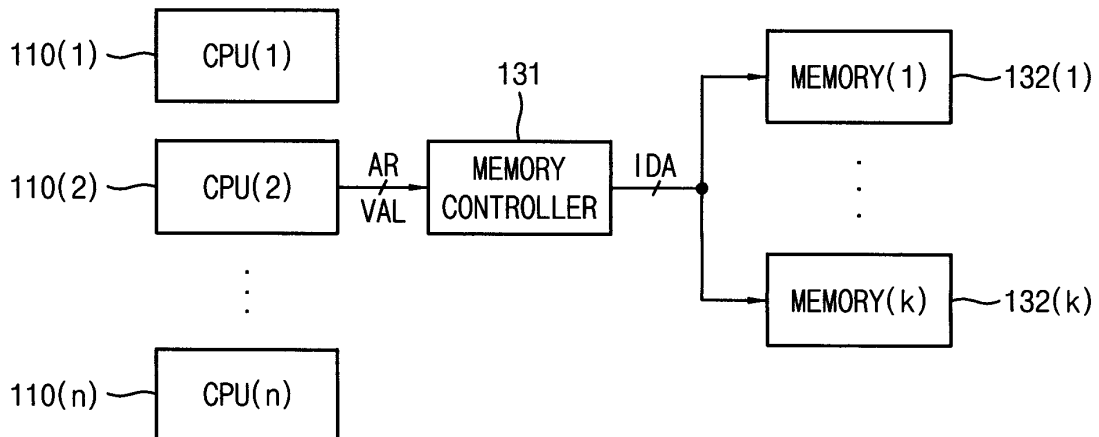 110(1) CPU(1)
131
MEMORY(1) 132(1)
110(2) CPU(2)
AR
VAL
MEMORY
CONTROLLER
IDA
MEMORY(k) 132(k)
110(n) CPU(n)